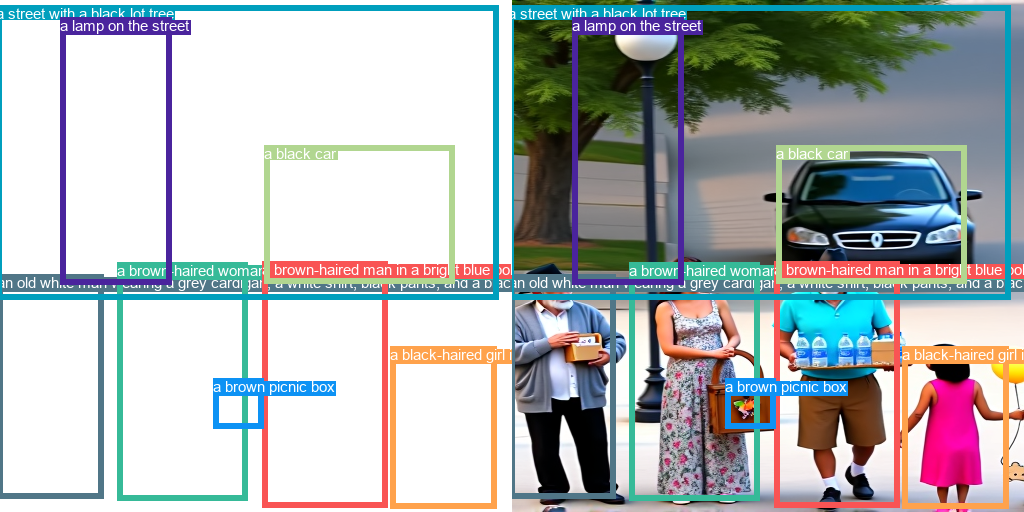 a street with a black lot tree
a lamp on the street
a black car
a brown-haired woman
brown-haired man in a bright blue pol
an old white man wearing a grey cardigan, a white shirt, black pants, and a blac
a black-haired girl
a brown picnic box
a street with a black lot tree
a lamp on the street
a black car
a brown-haired woman
brown-haired man in a bright blue pol
an old white man wearing a grey cardigan, a white shirt, black pants, and a blac
a black-haired girl
a brown picnic box